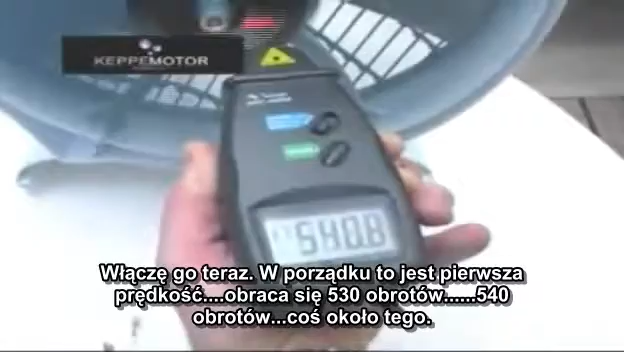 KEPPEMOTOR
540.8
Włączę go teraz. W porządku to jest pierwsza
prędkość....obraca się 530 obrotów......540
obrotów...coś około tego.